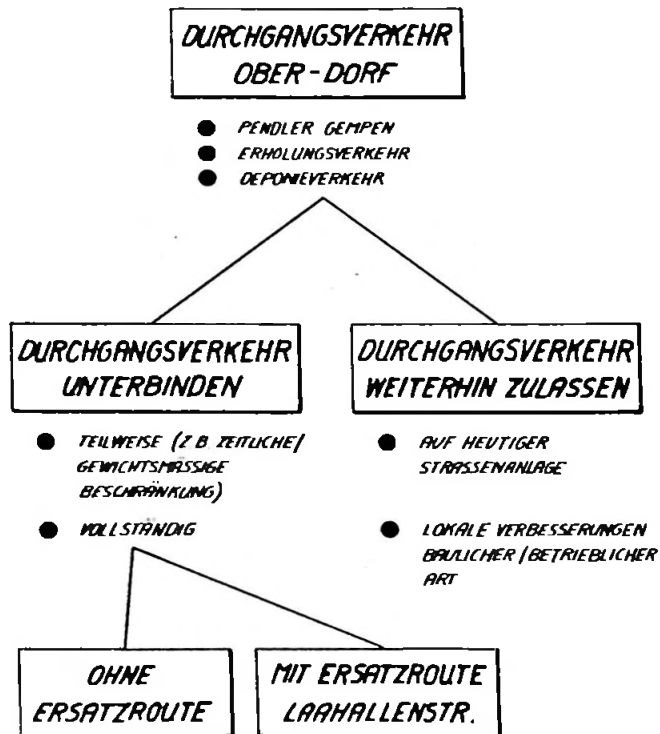 DURCHGANGSVERKEHR
OBER-DORF
PENDLER GEMPEN
ERHOLUNGSVERKEHR
DEPONIEVERKEHR
DURCHGANGSVERKEHR
UNTERBINDEN
TEILWEISE (Z.B. ZEITLICHE/
GEWICHTSMÄSSIGE
BESCHRÄNKUNG)
VOLLSTÄNDIG
DURCHGANGSVERKEHR
WEITERHIN ZULASSEN
AUF HEUTIGER
STRASSENANLAGE
LOKALE VERBESSERUNGEN
BAULICHER/BETRIEBLICHER
ART
OHNE
ERSATZROUTE
MIT ERSATZROUTE
LAAHALLENSTR.